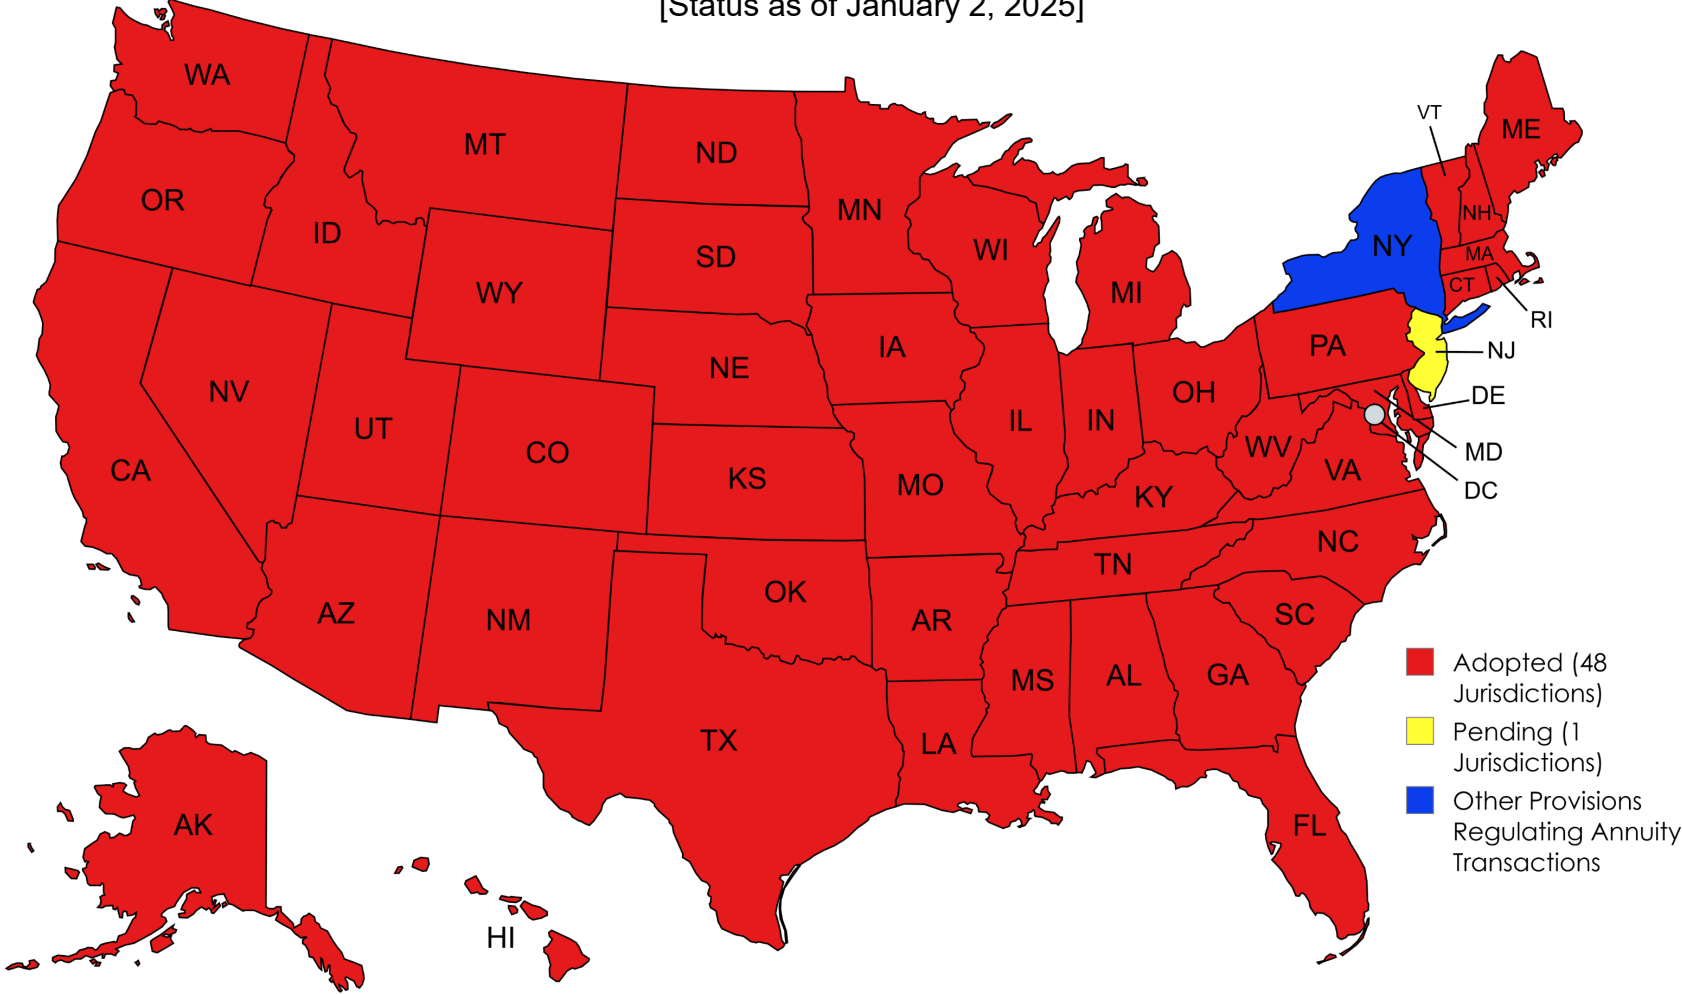 [Status as of January 2, 2025]
WA
MT
ND
MN
VT
ME
OR
ID
SD
WI
MI
NY
NH
MA
CT
RI
WY
IA
PA
NJ
NE
NV
UT
CO
IL
IN
OH
DE
CA
KS
MO
WV
VA
MD
DC
KY
NC
TN
AZ
NM
OK
AR
SC
MS
AL
GA
TX
LA
AK
FL
HI
Adopted (48
Jurisdictions)
Pending (1
Jurisdictions)
Other Provisions
Regulating Annuity
Transactions